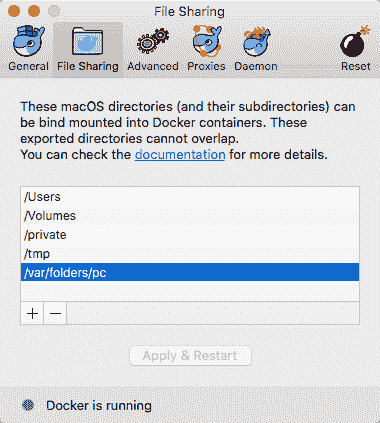 File Sharing
General File Sharing Advanced Proxies Daemon Reset
These macOS directories (and their subdirectories) can
be bind mounted into Docker containers. These
exported directories cannot overlap.
You can check the documentation for more details.
/Users
/Volumes
/private
/tmp
/var/folders/pc
+ −
Apply & Restart
Docker is running